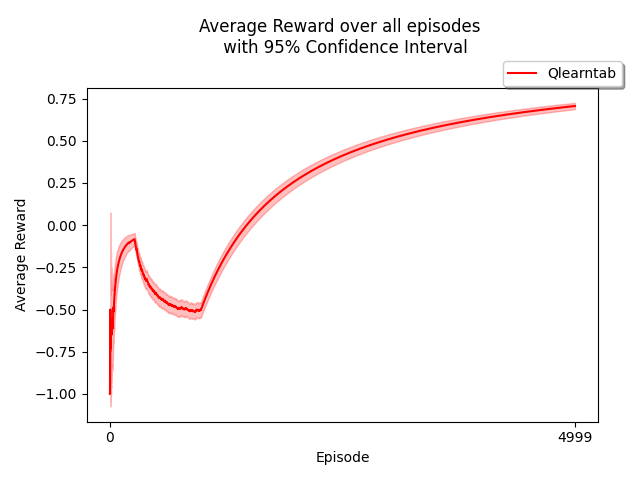 Average Reward over all episodes
with 95% Confidence Interval
Qlearntab
0.75
0.50
0.25
0.00
−0.25
−0.50
−0.75
−1.00
Average Reward
0
4999
Episode